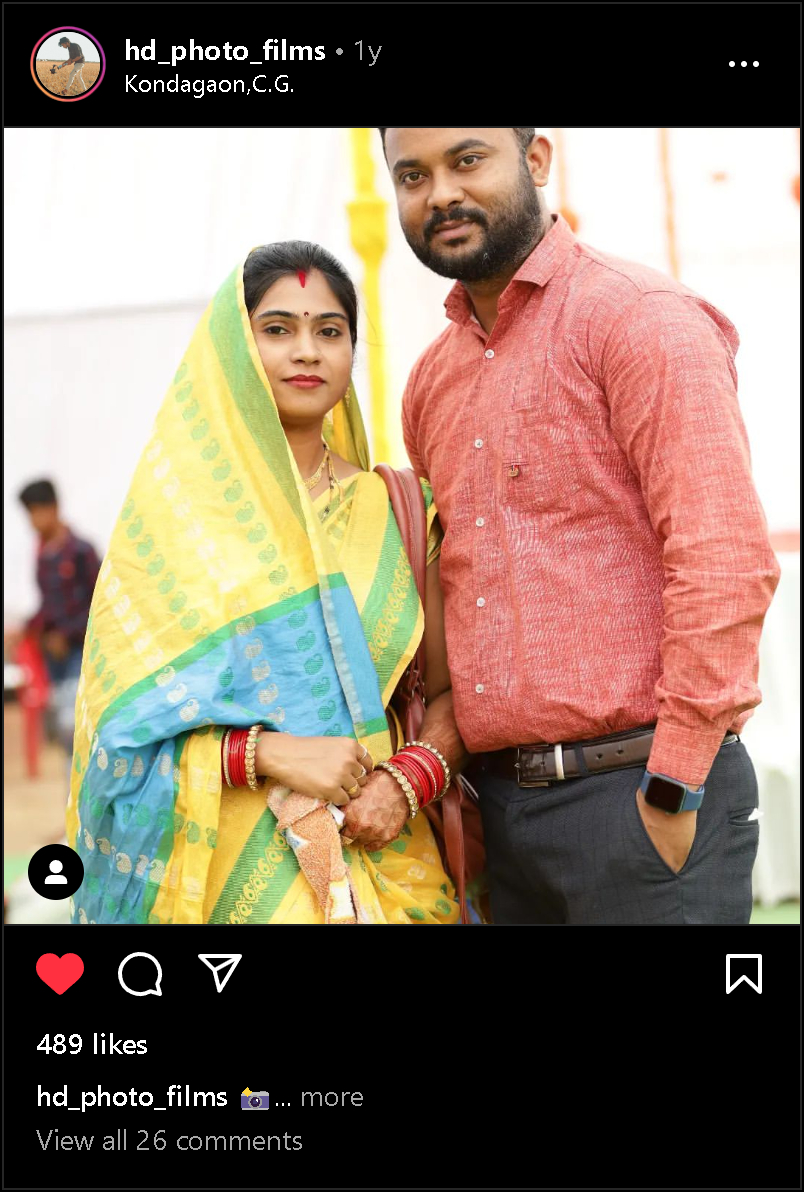 hd_photo_films • 1y
Kondagaon,C.G.
489 likes
hd_photo_films 📸... more
View all 26 comments